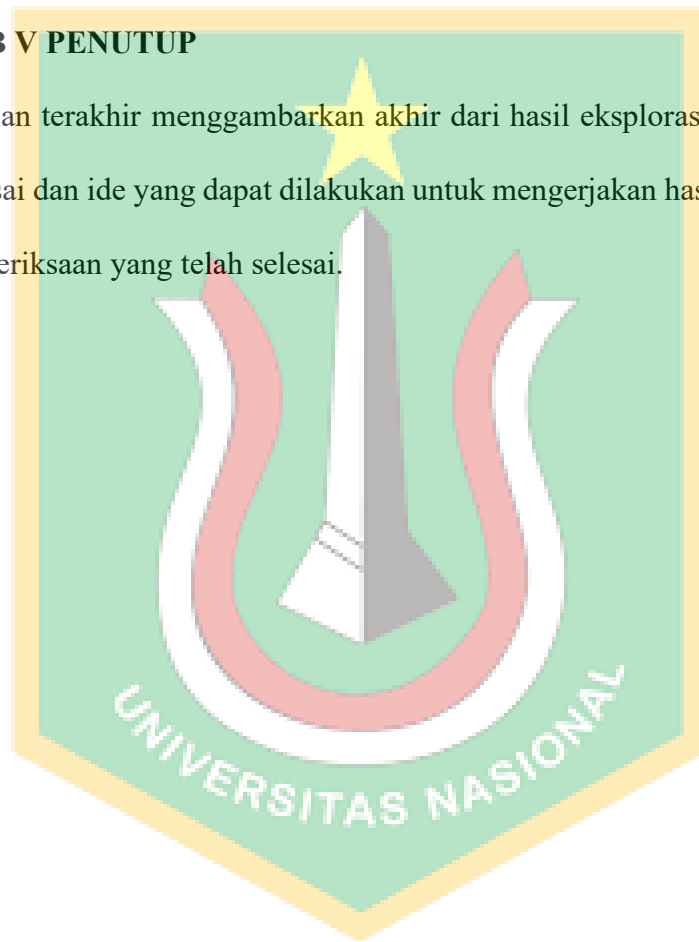 V PENUTUP
an terakhir menggambarkan akhir dari hasil eksploras
sai dan ide yang dapat dilakukan untuk mengerjakan has
eriksaan yang telah selesai.
UNIVERSITAS NASIONAL